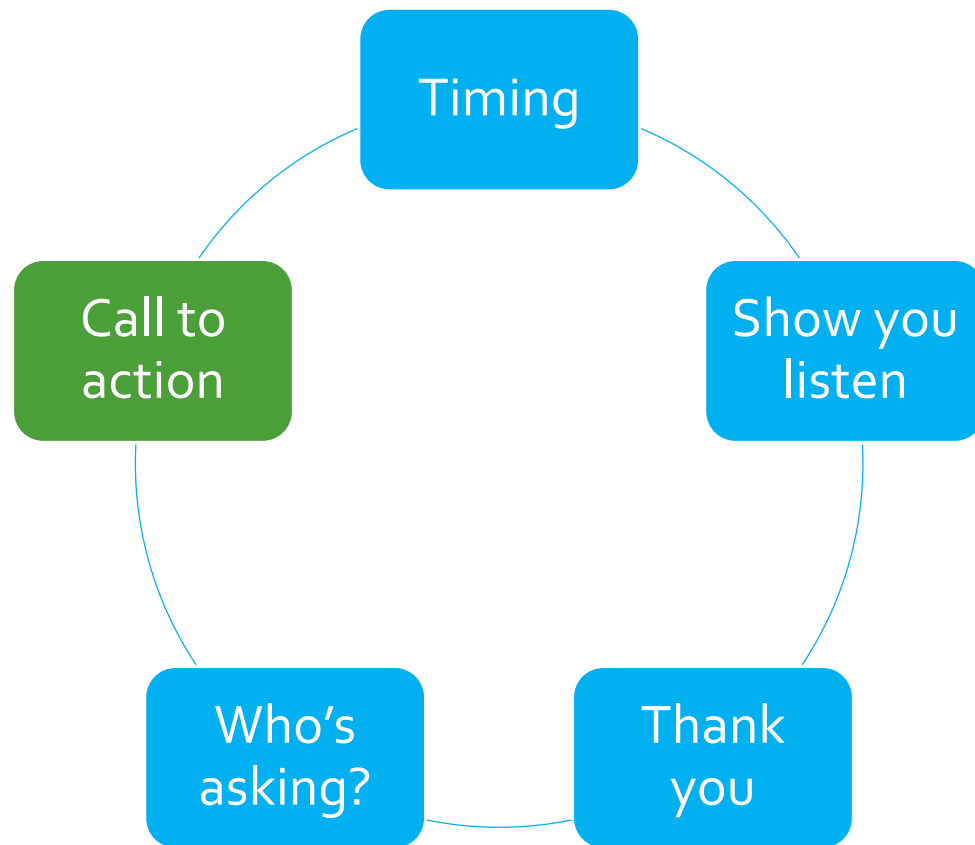 Timing
Show you
listen
Thank
you
Who’s
asking?
Call to
action